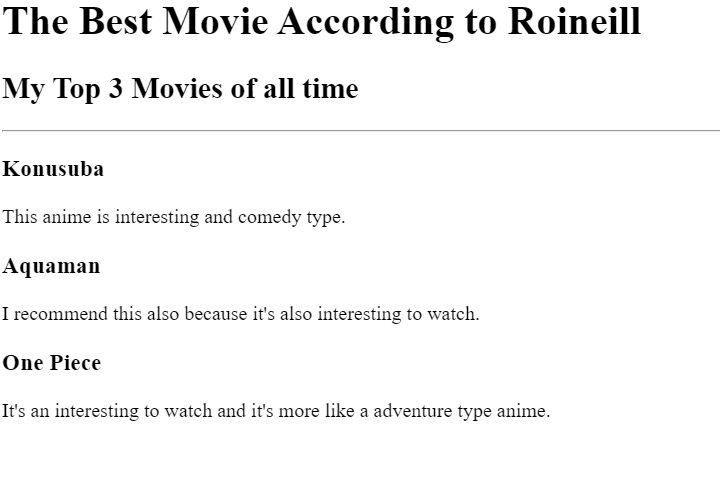 The Best Movie According to Roineill
My Top 3 Movies of all time
Konusuba
This anime is interesting and comedy type.
Aquaman
I recommend this also because it's also interesting to watch.
One Piece
It's an interesting to watch and it's more like a adventure type anime.